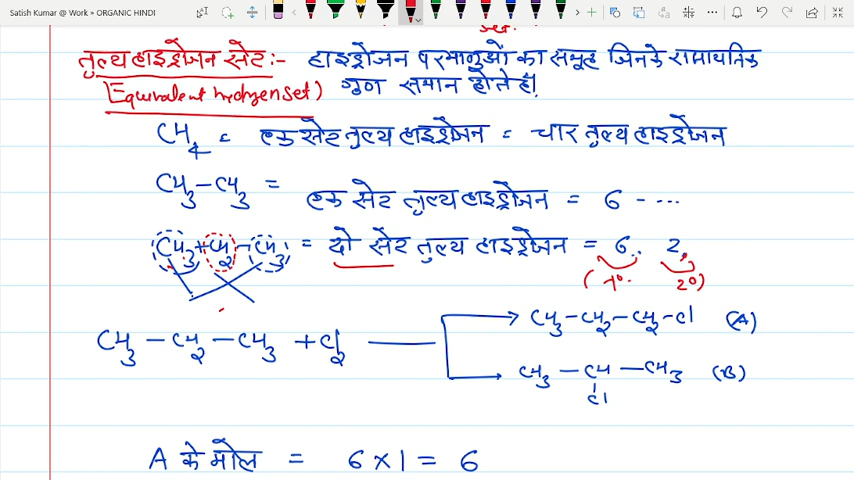 Satish Kumar @ Work » ORGANIC HINDI
तुल्य हाइड्रोजन सेट :- हाइड्रोजन परमाणुओं का समूह जिनके रासायनिक
(Equivalent hydrogen set) गुण समान होते हैं।
CH4 = एक सेट तुल्य हाइड्रोजन = चार तुल्य हाइड्रोजन
CH3 – CH3 = एक सेट तुल्य हाइड्रोजन = 6 - ...
CH3 + CH2 – CH3 = दो सेट तुल्य हाइड्रोजन = 6, 2,
(1° 2°)
CH3 – CH2 – CH3 + Cl2
CH3 – CH2 – CH2 – Cl (A)
CH3 – CH – CH3 (B)
Cl
A के मोल = 6 × 1 = 6